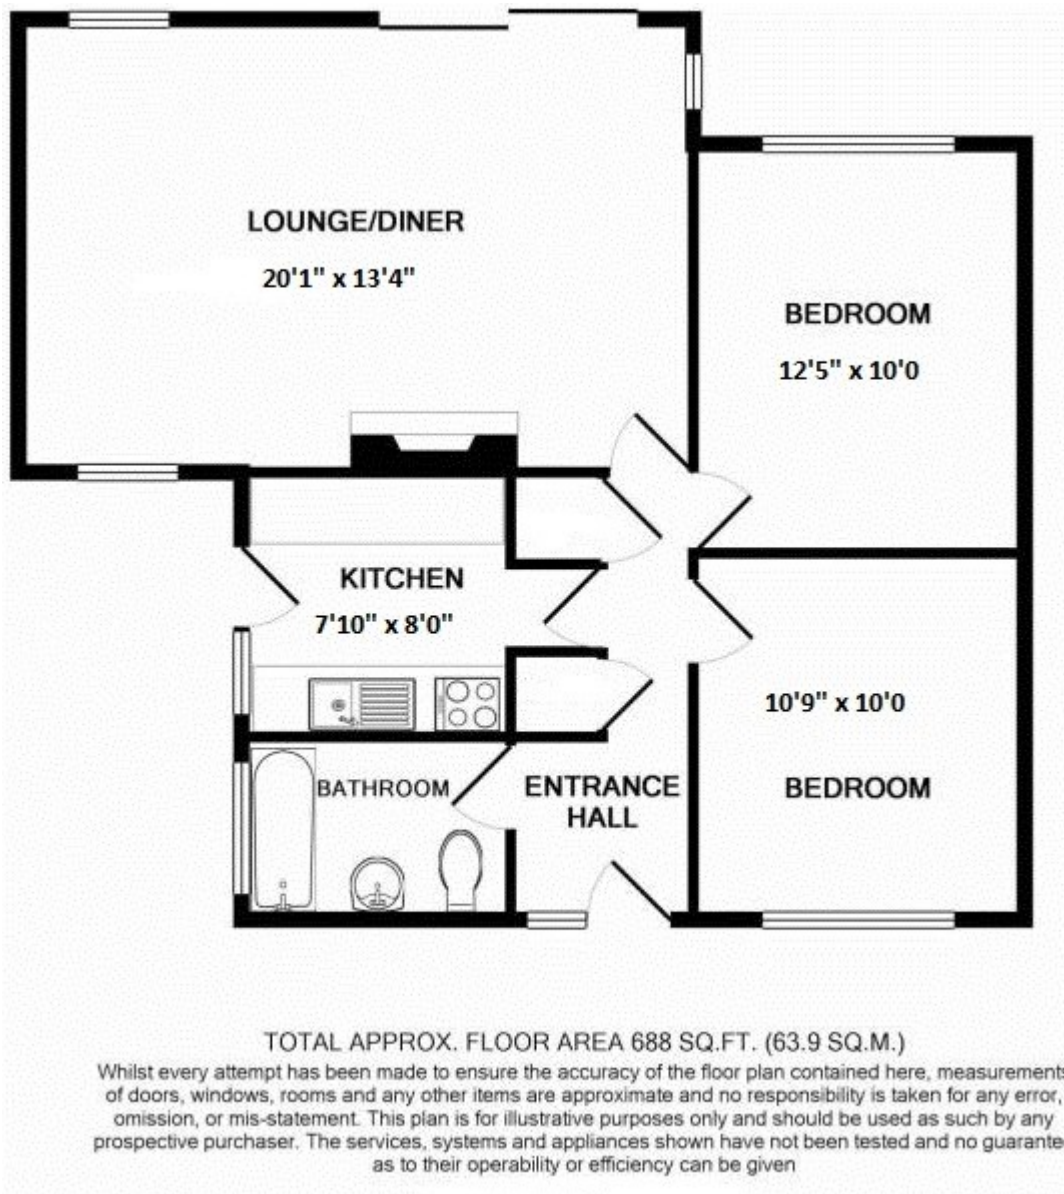 LOUNGE/DINER
20'1" x 13'4"
BEDROOM
12'5" x 10'0
KITCHEN
7'10" x 8'0"
10'9" x 10'0
BEDROOM
BATHROOM
ENTRANCE
HALL
TOTAL APPROX. FLOOR AREA 688 SQ.FT. (63.9 SQ.M.)
Whilst every attempt has been made to ensure the accuracy of the floor plan contained here, measurements
of doors, windows, rooms and any other items are approximate and no responsibility is taken for any error,
omission, or mis-statement. This plan is for illustrative purposes only and should be used as such by any
prospective purchaser. The services, systems and appliances shown have not been tested and no guarante
as to their operability or efficiency can be given